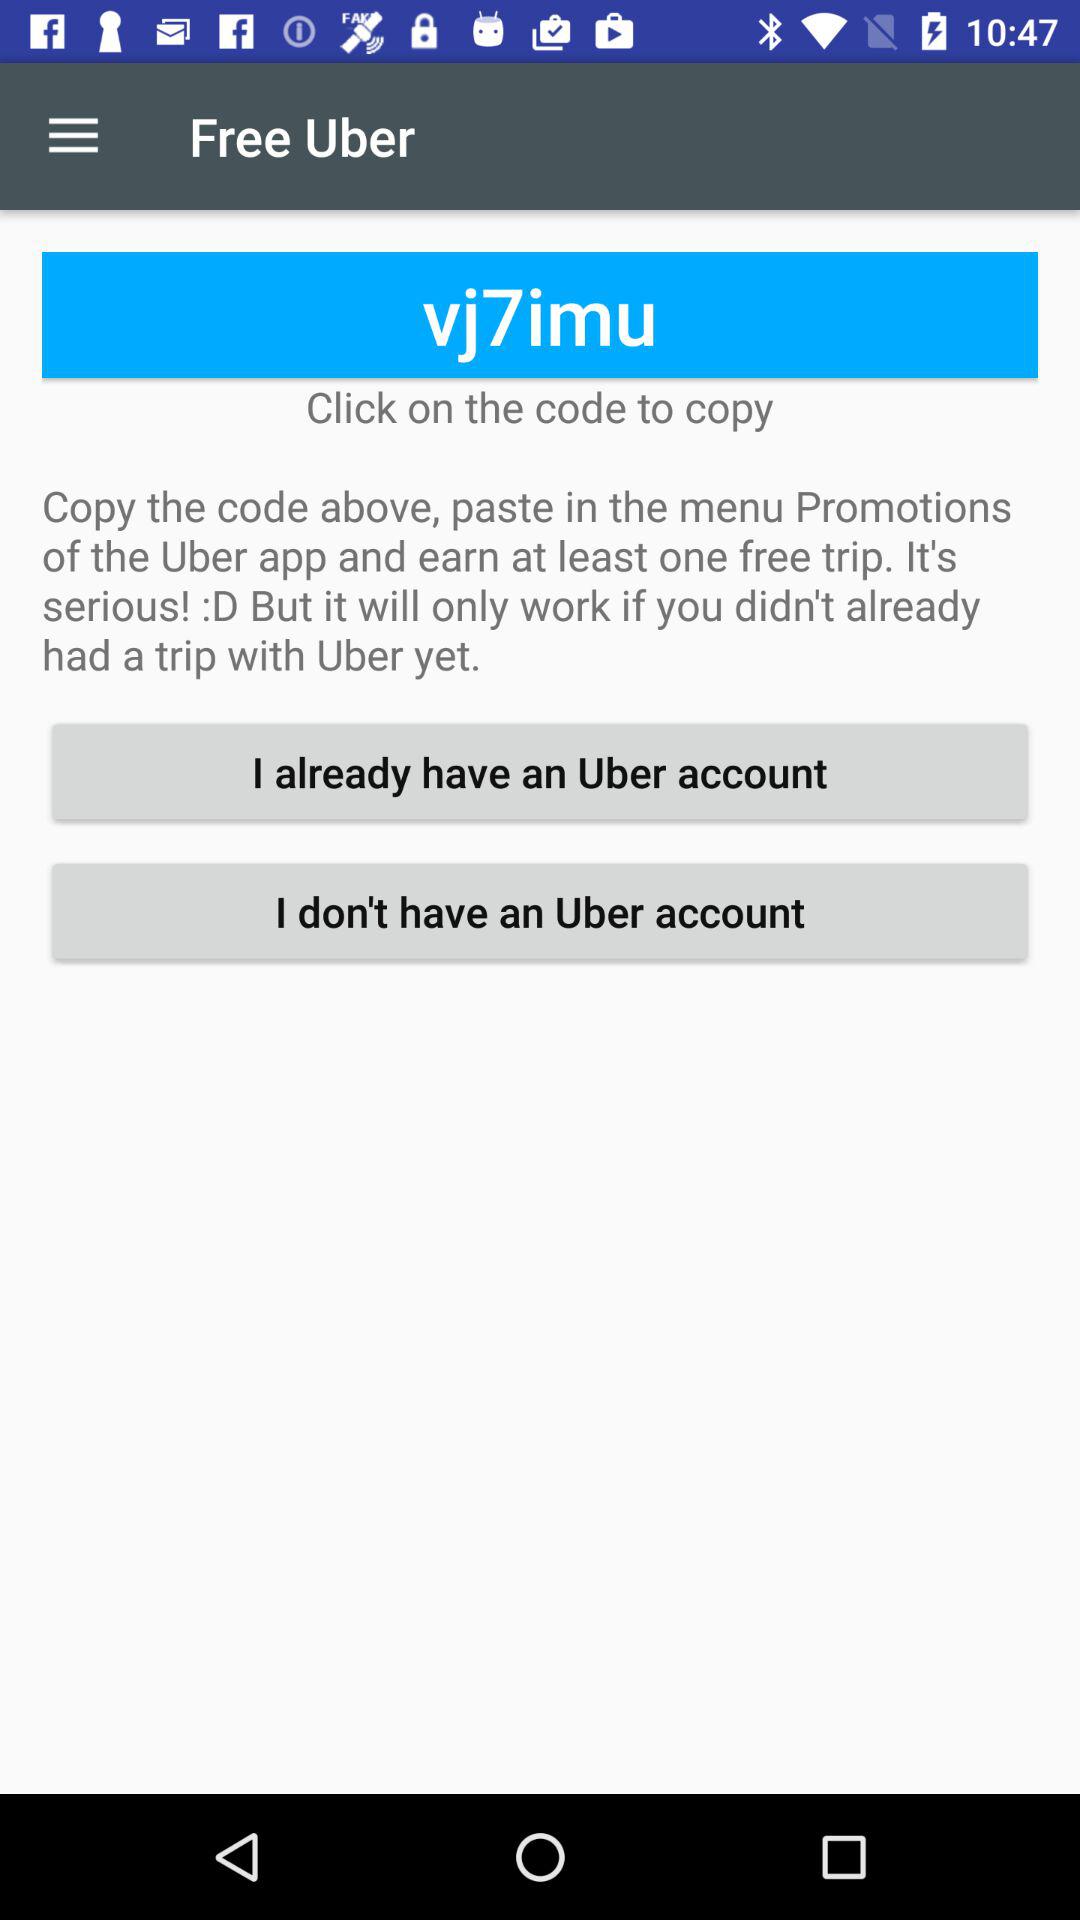 FAKE
10:47
Free Uber
vj7imu
Click on the code to copy
Copy the code above, paste in the menu Promotions
of the Uber app and earn at least one free trip. It's
serious! :D But it will only work if you didn't already
had a trip with Uber yet.
I already have an Uber account
I don't have an Uber account